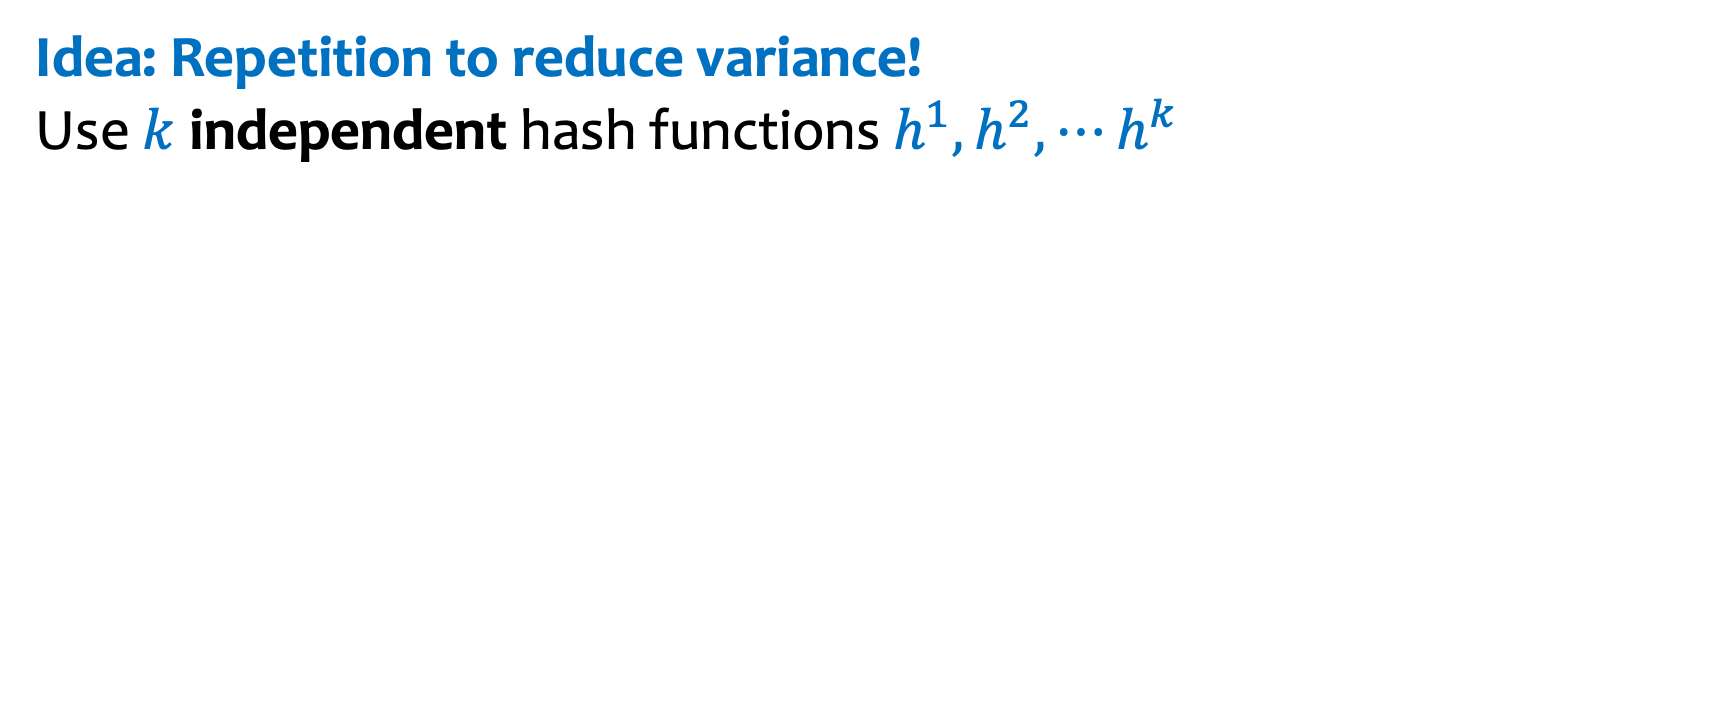 Idea: Repetition to reduce variance!
Use k independent hash functions h¹, h², ⋯ hᵏ